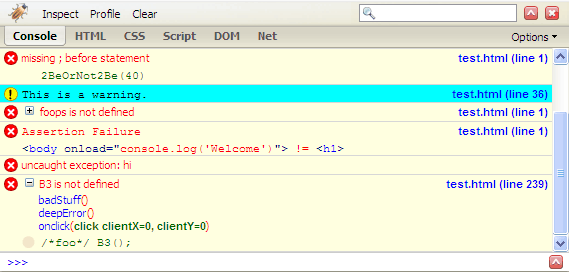 Inspect Profile Clear
Console HTML CSS Script DOM Net Options
missing ; before statement test.html (line 1)
2BeOrNot2Be(40)
This is a warning. test.html (line 36)
foops is not defined test.html (line 1)
Assertion Failure test.html (line 1)
<body onload="console.log('Welcome')"> != <h1>
uncaught exception: hi
B3 is not defined test.html (line 239)
badStuff()
deepError()
onclick(click clientX=0, clientY=0)
/*foo*/ B3();
>>>